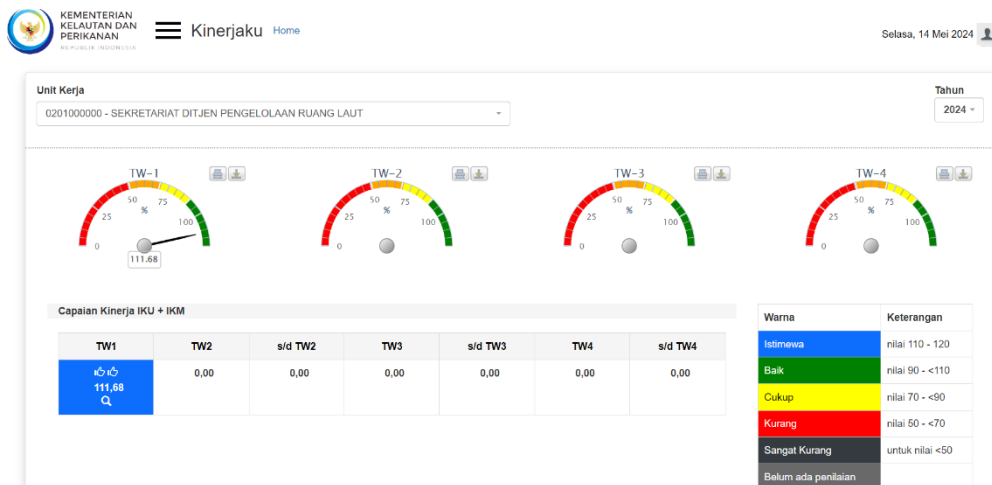 KEMENTERIAN
KELAUTAN DAN
PERIKANAN
REPUBLIK INDONESIA
Kinerjaku Home
Selasa, 14 Mei 2024
Unit Kerja
Tahun
0201000000 - SEKRETARIAT DITJEN PENGELOLAAN RUANG LAUT
2024
TW-1
0 25 50 75 100
%
111.68
TW-2
0 25 50 75 100
%
TW-3
0 25 50 75 100
%
TW-4
0 25 50 75 100
%
Capaian Kinerja IKU + IKM
TW1 TW2 s/d TW2 TW3 s/d TW3 TW4 s/d TW4
111,68 0,00 0,00 0,00 0,00 0,00 0,00
Warna Keterangan
Istimewa nilai 110 - 120
Baik nilai 90 - <110
Cukup nilai 70 - <90
Kurang nilai 50 - <70
Sangat Kurang untuk nilai <50
Belum ada penilaian